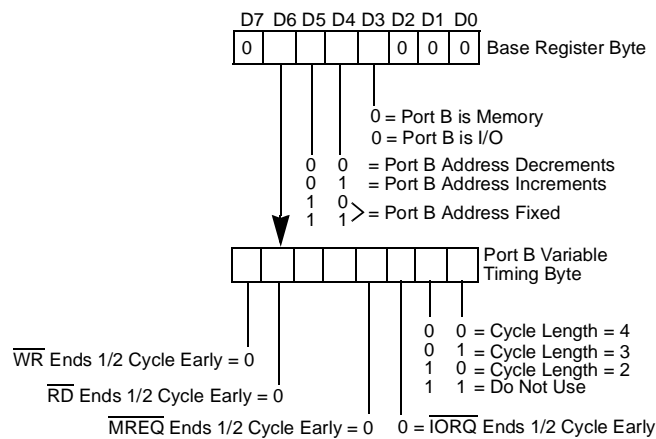 D7 D6 D5 D4 D3 D2 D1 D0
0 0 0 0 Base Register Byte
0 = Port B is Memory
0 = Port B is I/O
0 0 = Port B Address Decrements
0 1 = Port B Address Increments
1 0
1 1 > = Port B Address Fixed
Port B Variable
Timing Byte
0 0 = Cycle Length = 4
0 1 = Cycle Length = 3
1 0 = Cycle Length = 2
1 1 = Do Not Use
WR Ends 1/2 Cycle Early = 0
RD Ends 1/2 Cycle Early = 0
MREQ Ends 1/2 Cycle Early = 0 0 = IORQ Ends 1/2 Cycle Early